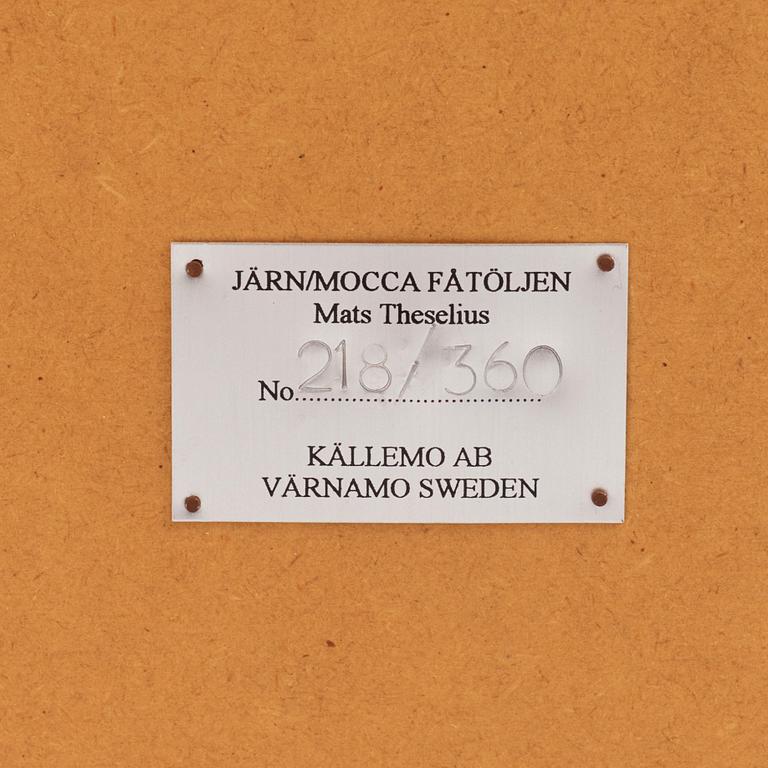 JÄRN/MOCCA FÅTÖLJEN
Mats Theselius
No. 218/360
KÄLLEMO AB
VÄRNAMO SWEDEN